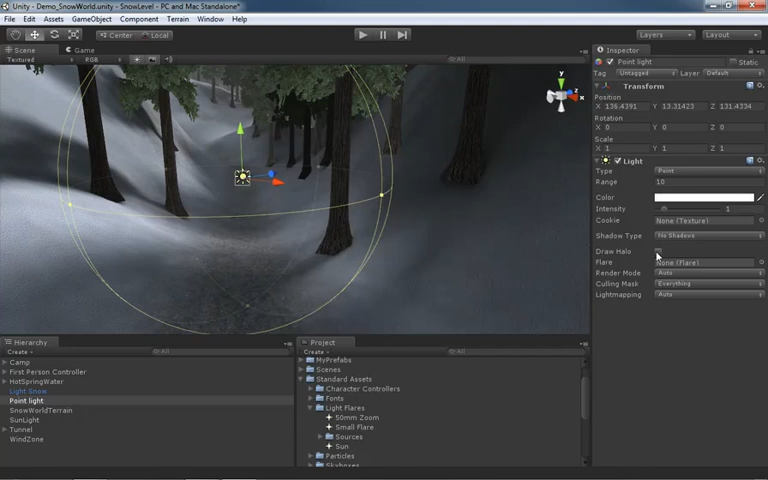 Unity - Demo_SnowWorld.unity - SnowLevel - PC and Mac Standalone*
File Edit Assets GameObject Component Terrain Window Help
Center Local Layers Layout
Scene Game Inspector
Textured RGB All
Point light Static
Tag Untagged Layer Default
Transform
Position
X 136.4391 Y 13.31423 Z 131.4334
Rotation
X 0 Y 0 Z 0
Scale
X 1 Y 1 Z 1
Light
Type Point
Range 10
Color
Intensity 1
Cookie None (Texture)
Shadow Type No Shadows
Draw Halo
Flare None (Flare)
Render Mode Auto
Culling Mask Everything
Lightmapping Auto
y
z
x
Hierarchy
Create All
Camp
First Person Controller
HotSpringWater
Light Snow
Point light
SnowWorldTerrain
SunLight
Tunnel
WindZone
Project
Create All
MyPrefabs
Scenes
Standard Assets
Character Controllers
Fonts
Light Flares
50mm Zoom
Small Flare
Sources
Sun
Particles
Skyboxes